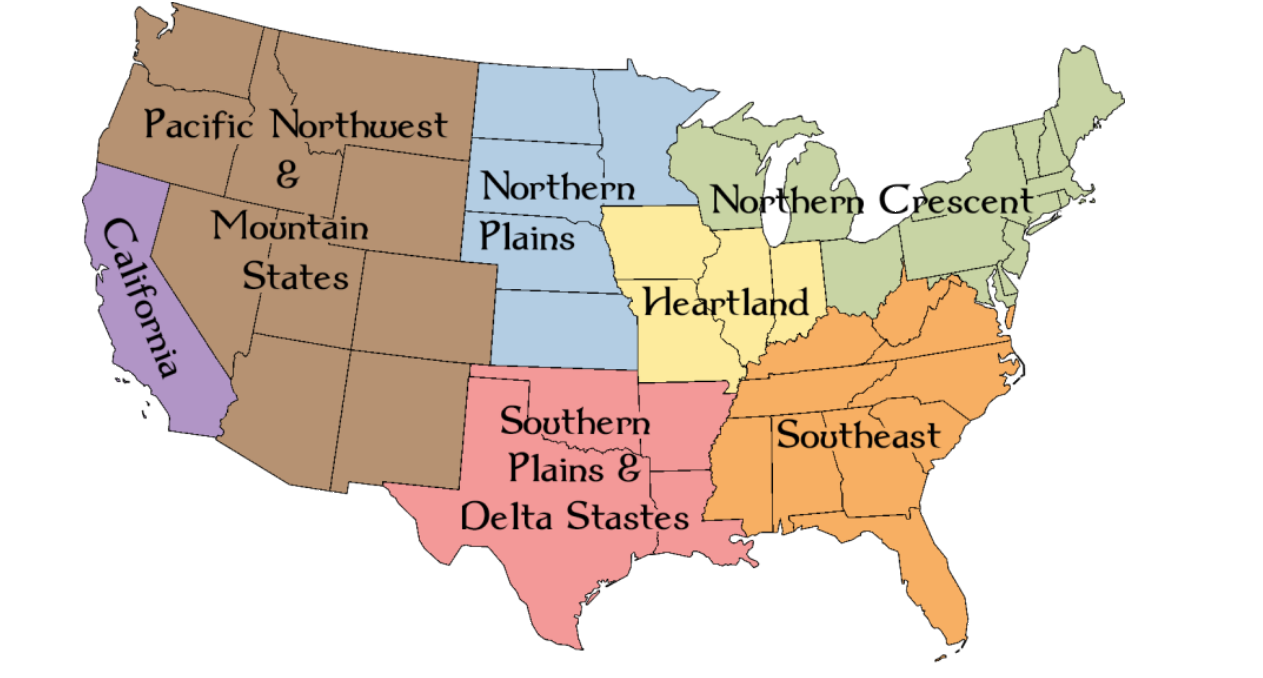 Pacific Northwest
&
Mountain
States
California
Northern
Plains
Northern Crescent
Heartland
Southern
Plains &
Delta Stastes
Southeast